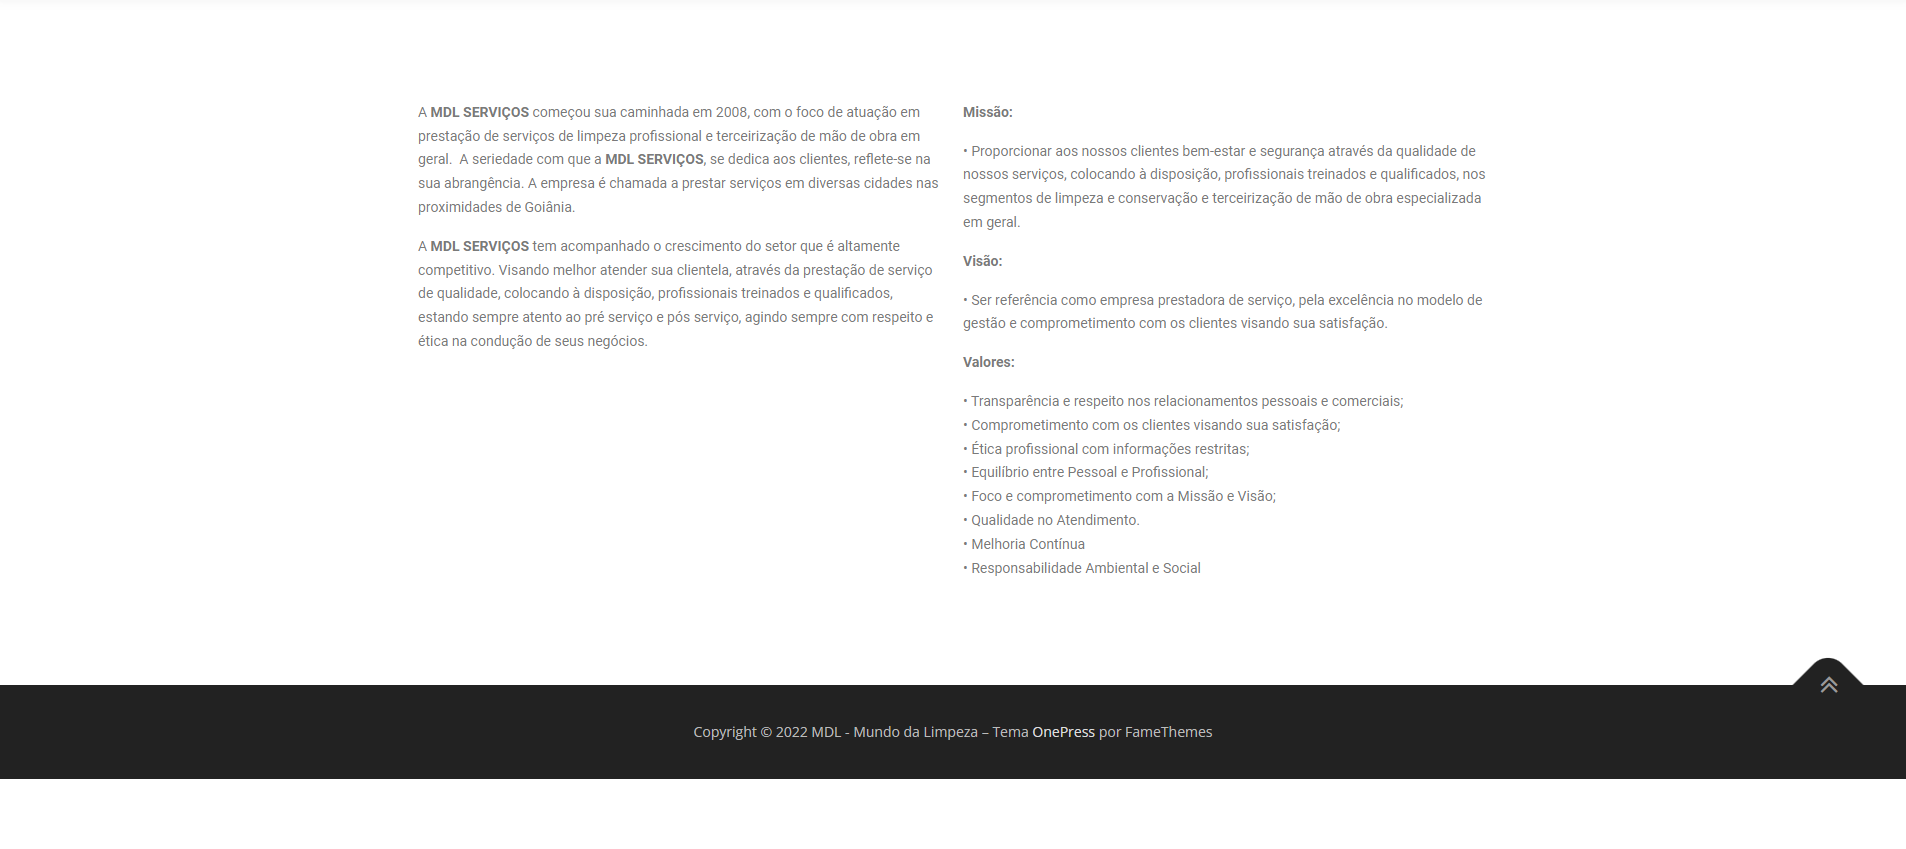 A MDL SERVIÇOS começou sua caminhada em 2008, com o foco de atuação em
prestação de serviços de limpeza profissional e terceirização de mão de obra em
geral.  A seriedade com que a MDL SERVIÇOS, se dedica aos clientes, reflete-se na
sua abrangência. A empresa é chamada a prestar serviços em diversas cidades nas
proximidades de Goiânia.
A MDL SERVIÇOS tem acompanhado o crescimento do setor que é altamente
competitivo. Visando melhor atender sua clientela, através da prestação de serviço
de qualidade, colocando à disposição, profissionais treinados e qualificados,
estando sempre atento ao pré serviço e pós serviço, agindo sempre com respeito e
ética na condução de seus negócios.
Missão:
• Proporcionar aos nossos clientes bem-estar e segurança através da qualidade de
nossos serviços, colocando à disposição, profissionais treinados e qualificados, nos
segmentos de limpeza e conservação e terceirização de mão de obra especializada
em geral.
Visão:
• Ser referência como empresa prestadora de serviço, pela excelência no modelo de
gestão e comprometimento com os clientes visando sua satisfação.
Valores:
• Transparência e respeito nos relacionamentos pessoais e comerciais;
• Comprometimento com os clientes visando sua satisfação;
• Ética profissional com informações restritas;
• Equilíbrio entre Pessoal e Profissional;
• Foco e comprometimento com a Missão e Visão;
• Qualidade no Atendimento.
• Melhoria Contínua
• Responsabilidade Ambiental e Social
Copyright © 2022 MDL - Mundo da Limpeza – Tema OnePress por FameThemes